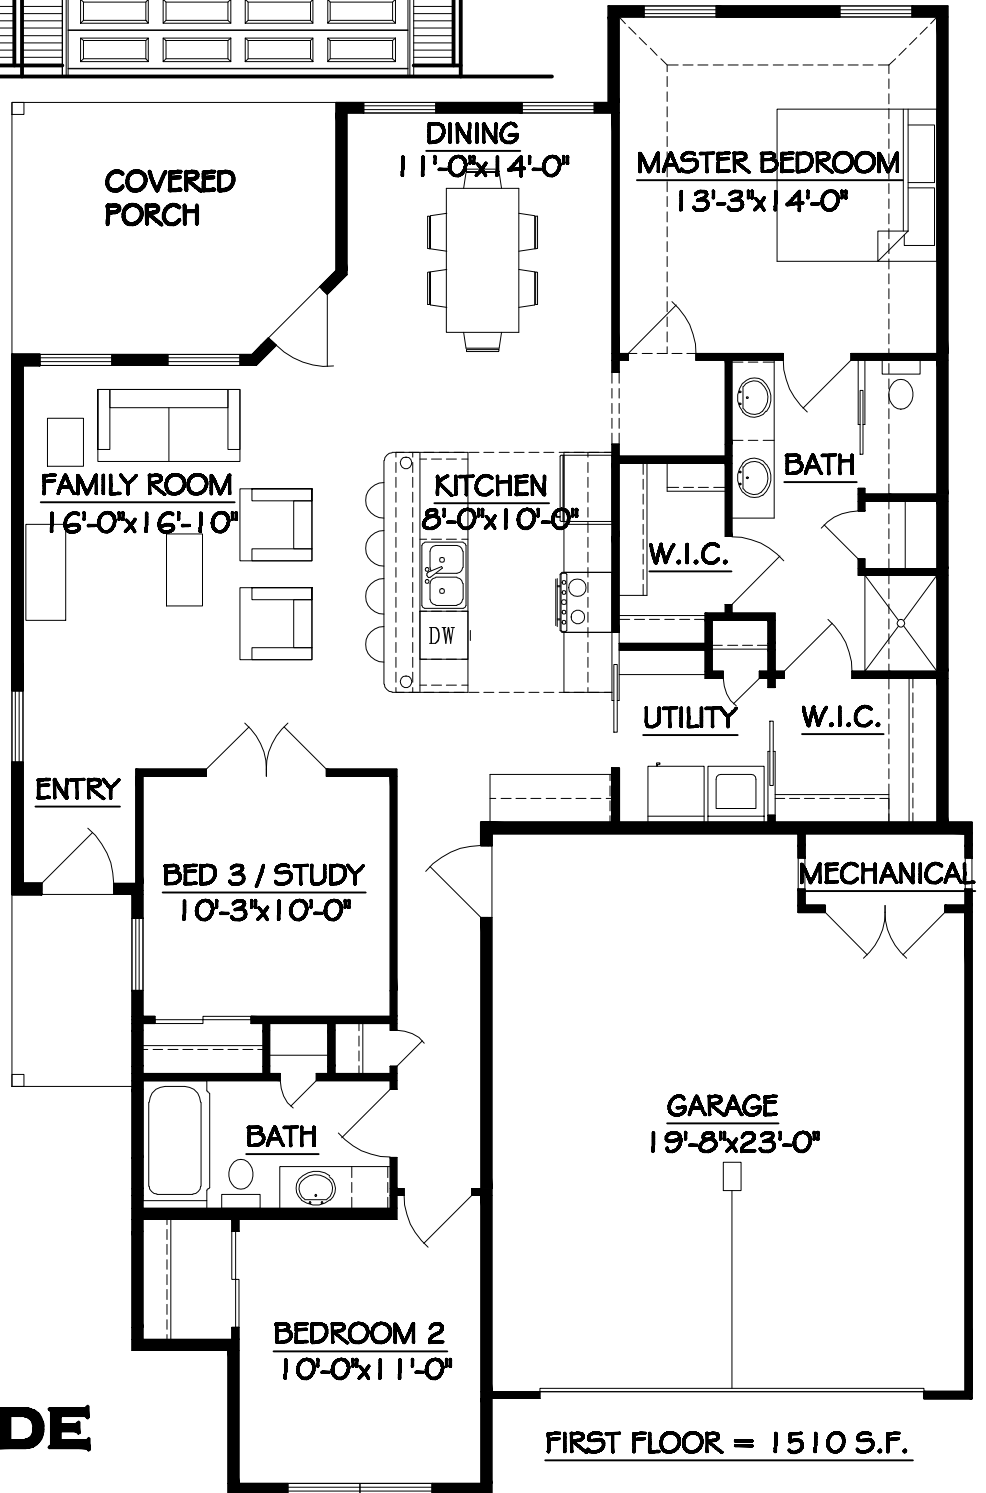 DINING
11'-0"x14'-0"
COVERED
PORCH
MASTER BEDROOM
13'-3"x14'-0"
BATH
FAMILY ROOM
16'-0"x16'-10"
KITCHEN
8'-0"x10'-0"
W.I.C.
DW
UTILITY
W.I.C.
ENTRY
BED 3 / STUDY
10'-3"x10'-0"
MECHANICAL
GARAGE
19'-8"x23'-0"
BATH
BEDROOM 2
10'-0"x11'-0"
DE
FIRST FLOOR = 1510 S.F.